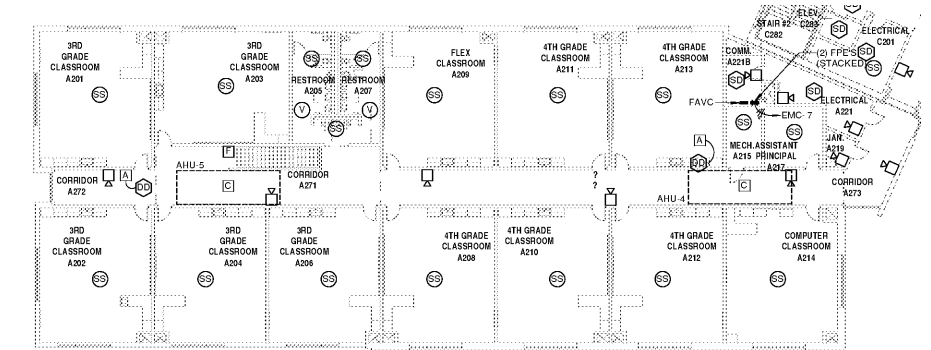 3RD
GRADE
CLASSROOM
A201
SS
3RD
GRADE
CLASSROOM
A203
SS
SS
SS
RESTROOM
A205
RESTROOM
A207
V
V
SS
FLEX
CLASSROOM
A209
SS
4TH GRADE
CLASSROOM
A211
SS
4TH GRADE
CLASSROOM
A213
SS
COMM.
A221B
SD
STAIR #2
C282
ELEV.
C283
SD
SD
ELECTRICAL
C201
SD
SS
(2) FPE'S
(STACKED)
FAVC
EMC-7
SD
ELECTRICAL
A221
SS
SS
MECH.
A215
ASSISTANT
PRINCIPAL
A217
JAN.
A219
CORRIDOR
A273
CORRIDOR
A272
A
DD
AHU-5
F
C
CORRIDOR
A271
?
?
A
DD
AHU-4
C
3RD
GRADE
CLASSROOM
A202
SS
3RD
GRADE
CLASSROOM
A204
SS
3RD
GRADE
CLASSROOM
A206
SS
4TH GRADE
CLASSROOM
A208
SS
4TH GRADE
CLASSROOM
A210
SS
4TH GRADE
CLASSROOM
A212
SS
COMPUTER
CLASSROOM
A214
SS